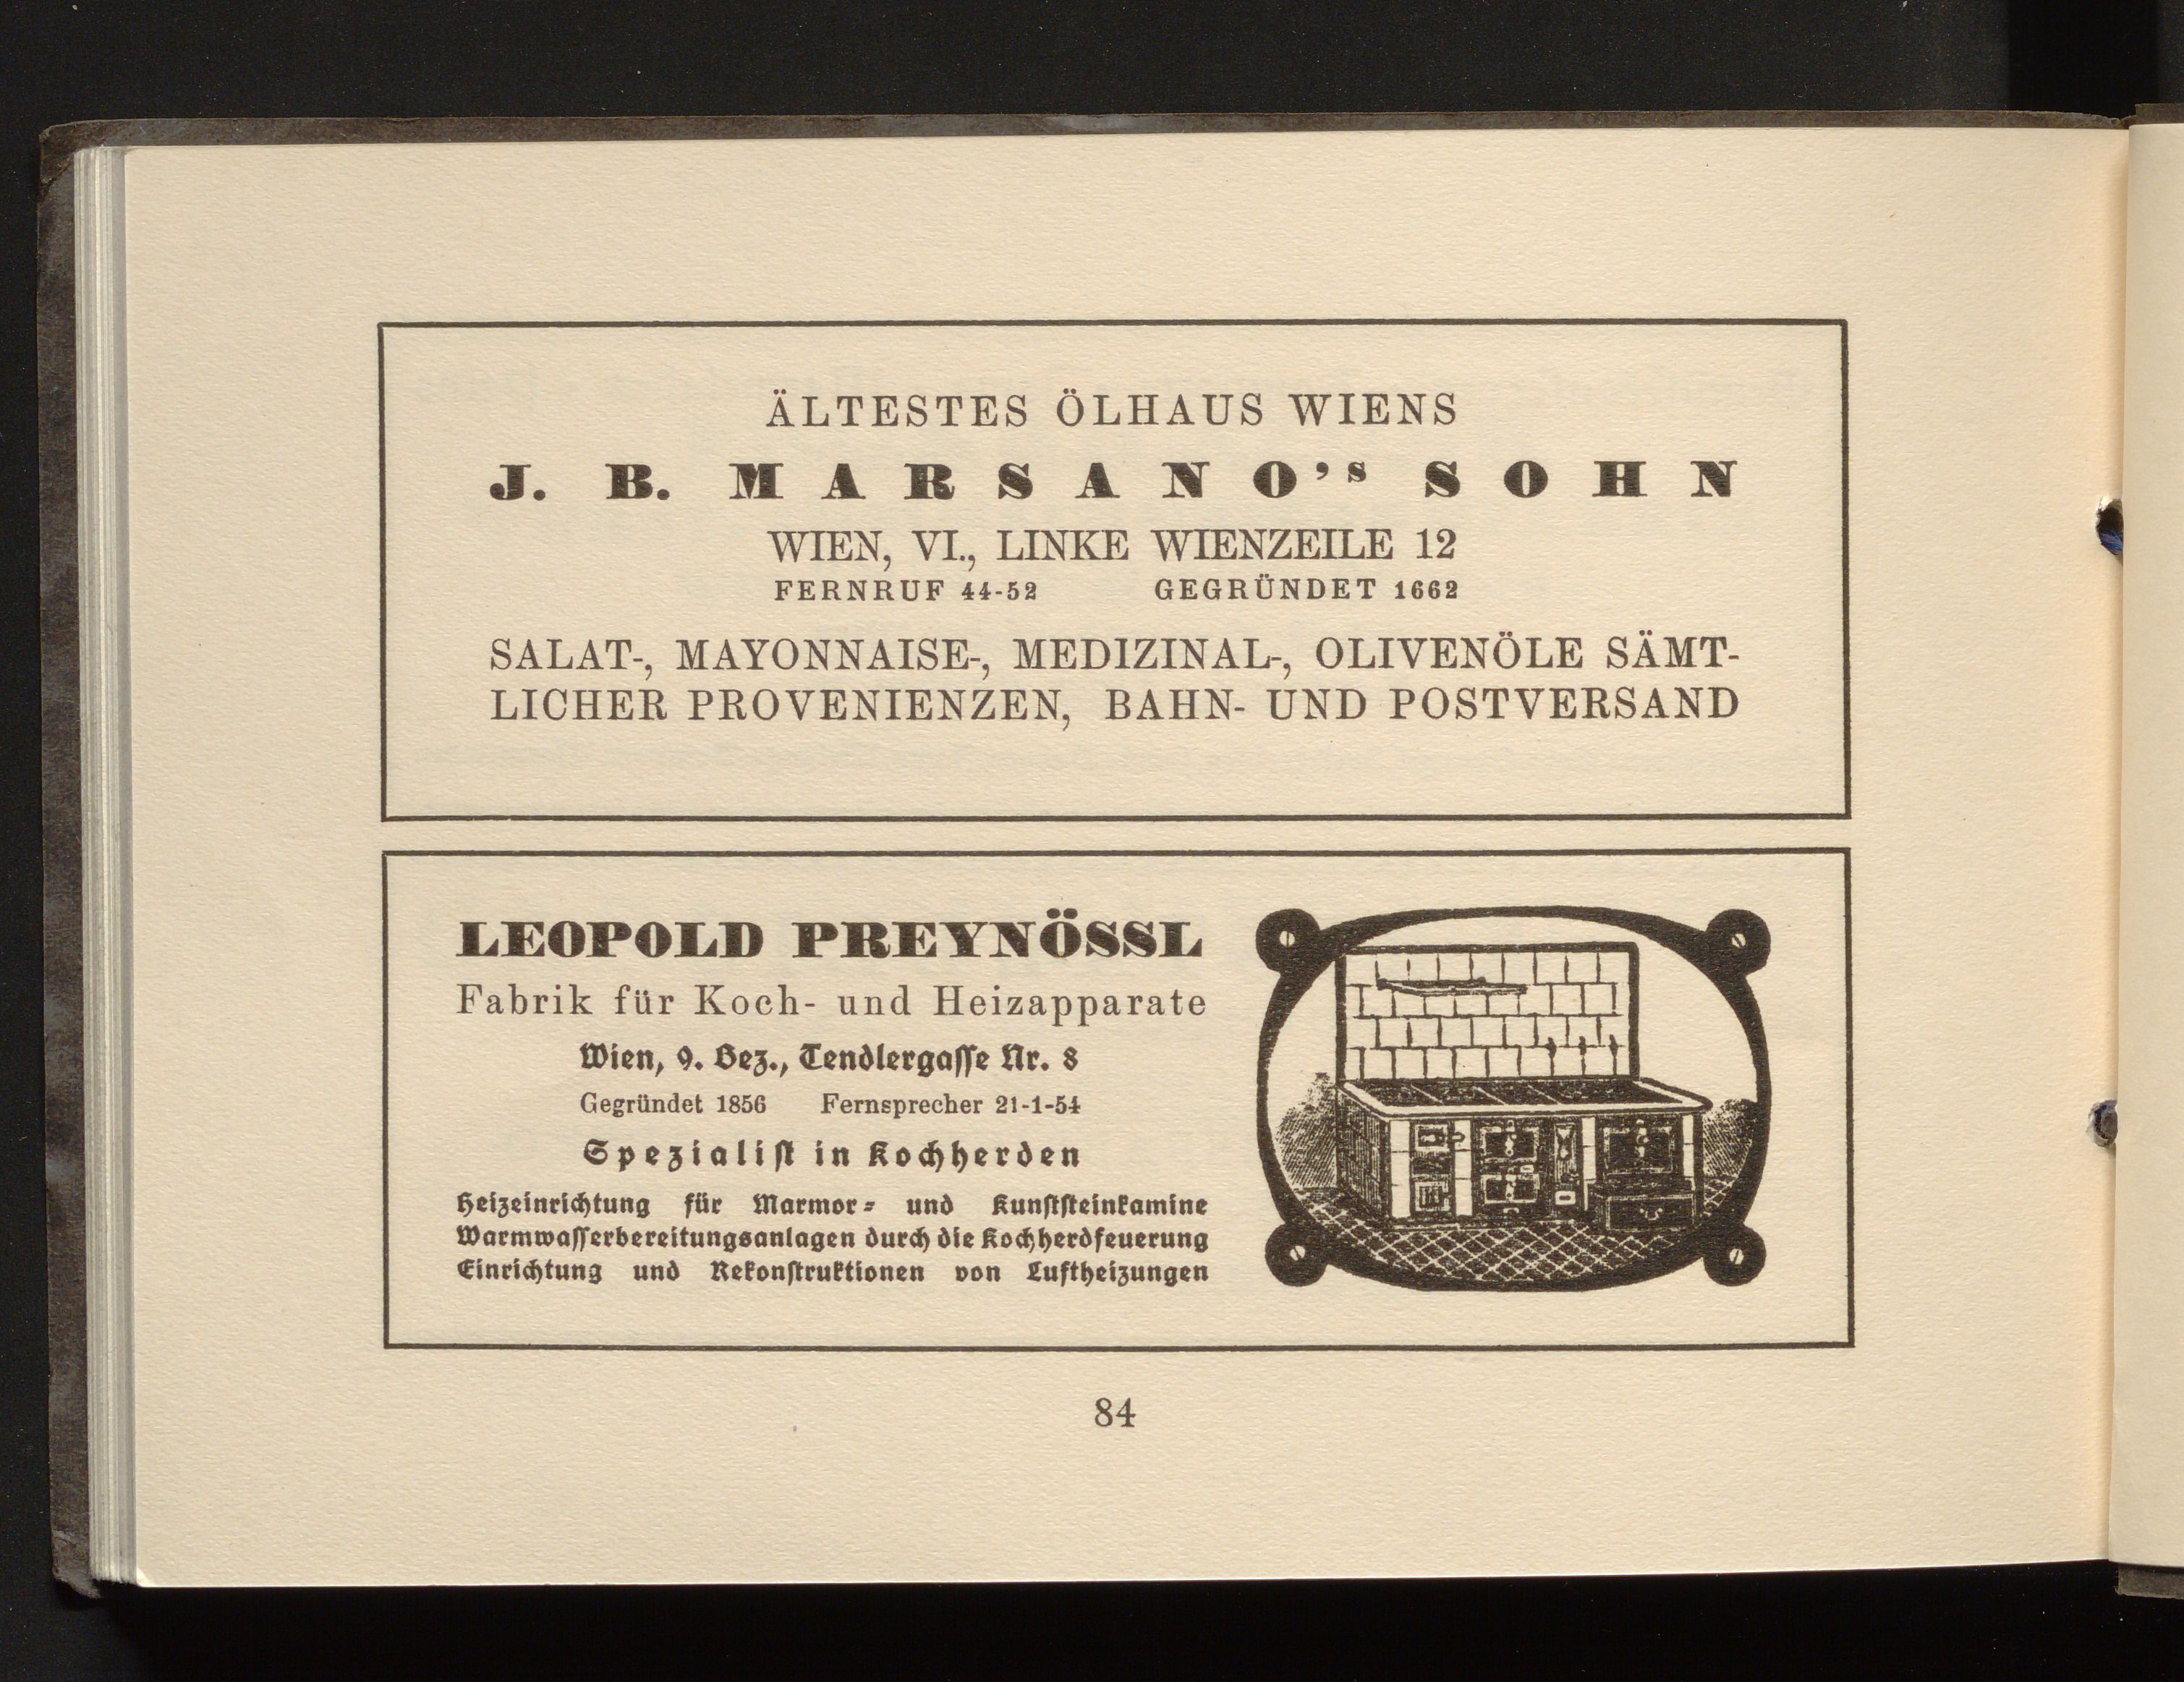 ÄLTESTES ÖLHAUS WIENS
J. B. MARSANO's SOHN
WIEN, VI., LINKE WIENZEILE 12
FERNRUF 44-52 GEGRÜNDET 1662
SALAT-, MAYONNAISE-, MEDIZINAL-, OLIVENÖLE SÄMT-
LICHER PROVENIENZEN, BAHN- UND POSTVERSAND
LEOPOLD PREYNÖSSL
Fabrik für Koch- und Heizapparate
Wien, 9. Bez., Tendlergasse Nr. 8
Gegründet 1856 Fernsprecher 21-1-54
Spezialist in Kochherden
Heizeinrichtung für Marmor- und Kunststeinkamine
Warmwasserbereitungsanlagen durch die Kochherdfeuerung
Einrichtung und Rekonstruktionen von Luftheizungen
84